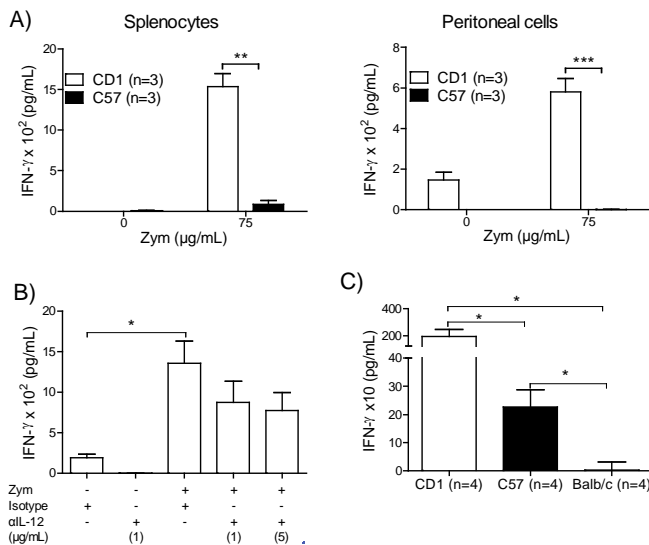 A)
Splenocytes
IFN-γ x 10² (pg/mL)
20
15
10
5
0
CD1 (n=3)
C57 (n=3)
**
0
75
Zym (µg/mL)
Peritoneal cells
IFN-γ x 10² (pg/mL)
8
6
4
2
0
CD1 (n=3)
C57 (n=3)
***
0
75
Zym (µg/mL)
B)
IFN-γ x 10² (pg/mL)
20
15
10
5
0
*
Zym - - + + +
Isotype + - + - -
αIL-12 - + - + +
(µg/mL) (1) (1) (5)
C)
IFN-γ x10 (pg/mL)
400
200
40
30
20
10
0
*
*
*
CD1 (n=4) C57 (n=4) Balb/c (n=4)